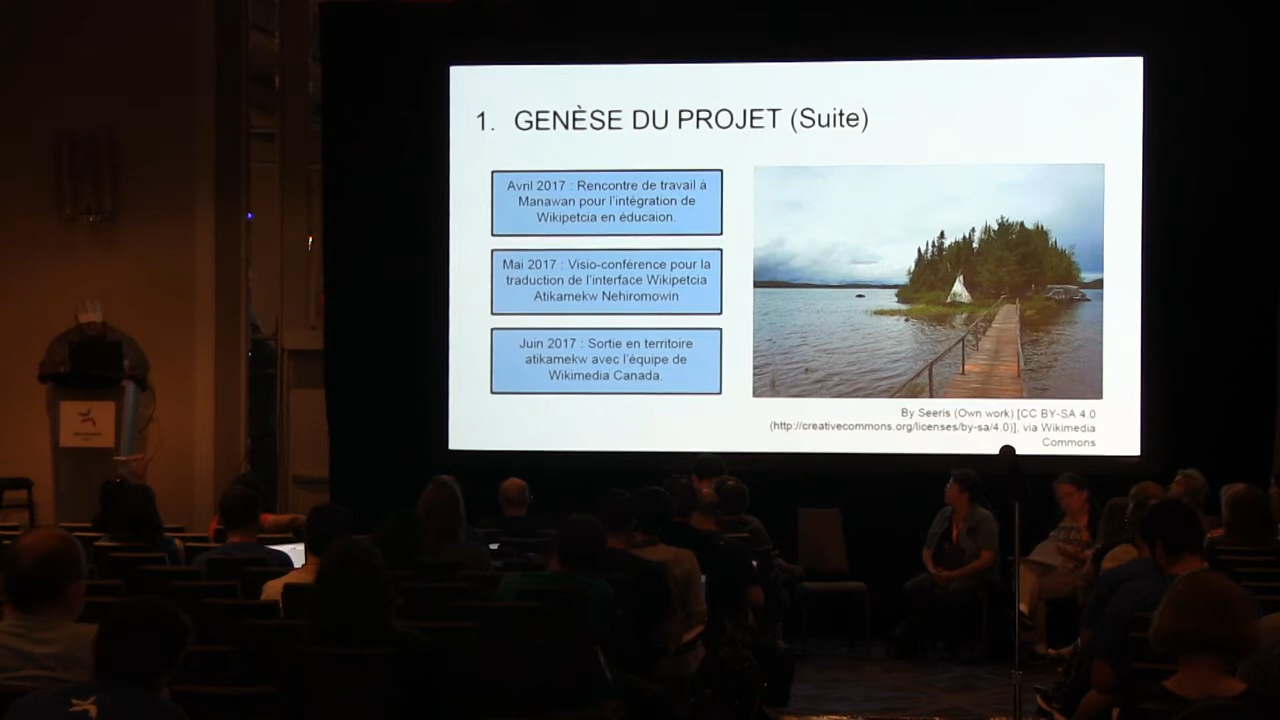 1. GENÈSE DU PROJET (Suite)
Avril 2017 : Rencontre de travail à
Manawan pour l'intégration de
Wikipetcia en éducaion.
Mai 2017 : Visio-conférence pour la
traduction de l'interface Wikipetcia
Atikamekw Nehiromowin
Juin 2017 : Sortie en territoire
atikamekw avec l'équipe de
Wikimedia Canada.
By Seeris (Own work) [CC BY-SA 4.0
(http://creativecommons.org/licenses/by-sa/4.0)], via Wikimedia
Commons